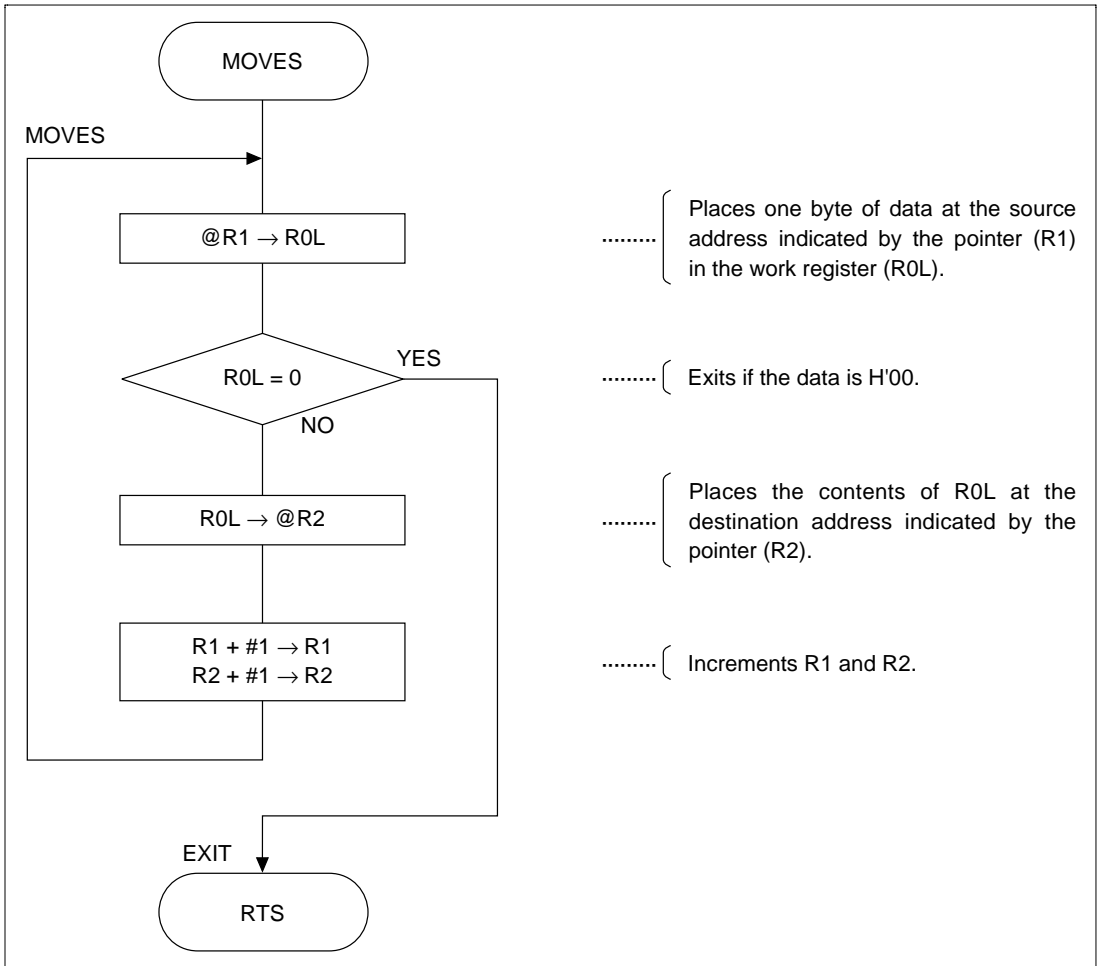 MOVES
MOVES
@R1 → R0L
......... Places one byte of data at the source
address indicated by the pointer (R1)
in the work register (R0L).
YES
R0L = 0
......... Exits if the data is H'00.
NO
R0L → @R2
......... Places the contents of R0L at the
destination address indicated by the
pointer (R2).
R1 + #1 → R1
R2 + #1 → R2
......... Increments R1 and R2.
EXIT
RTS